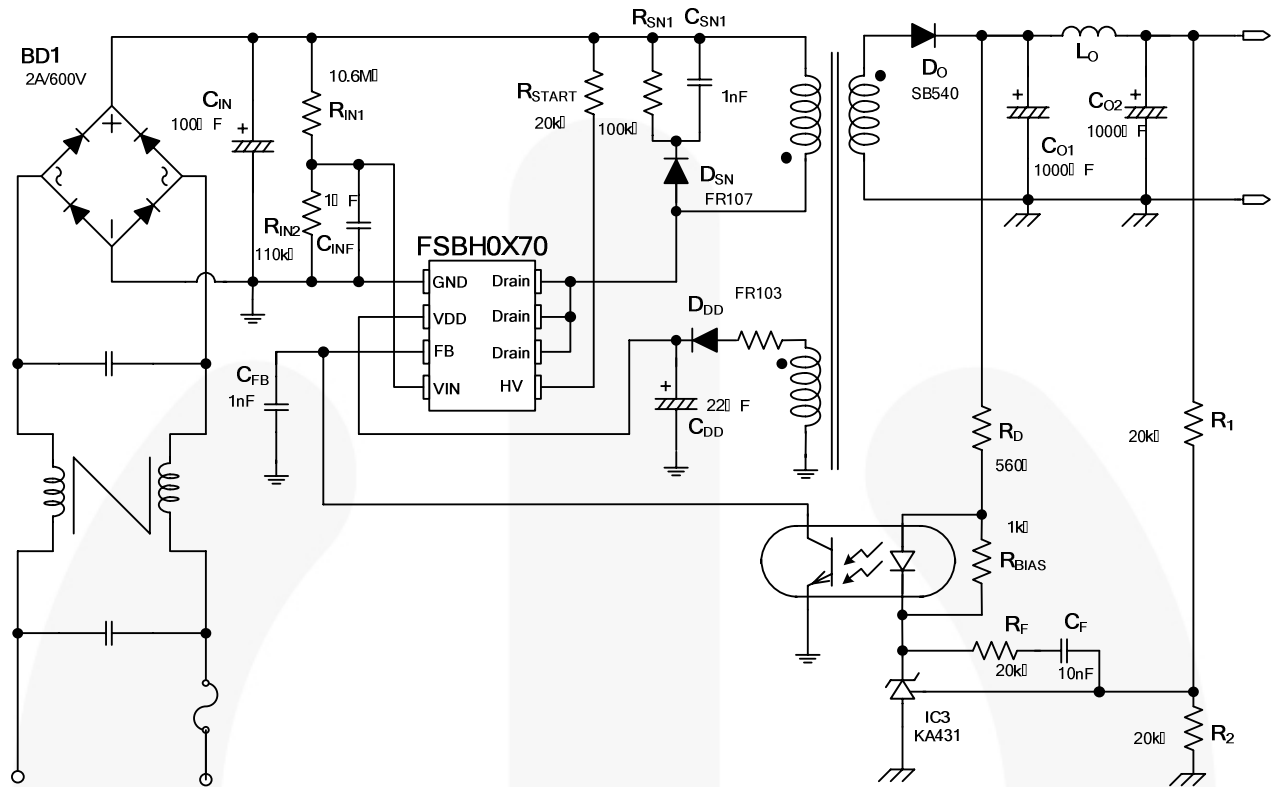 BD1
2A/600V
CIN
100▯ F
+
10.6M▯
RIN1
RIN2
110k▯
1▯ F
CINF
RSTART
20k▯
RSN1
100k▯
CSN1
1nF
DSN
FR107
DO
SB540
LO
+
CO1
1000▯ F
+
CO2
1000▯ F
FSBH0X70
GND
VDD
FB
VIN
Drain
Drain
Drain
HV
CFB
1nF
DDD
FR103
+
22▯ F
CDD
RD
560▯
1k▯
RBIAS
RF
20k▯
CF
10nF
IC3
KA431
R1
20k▯
R2
20k▯